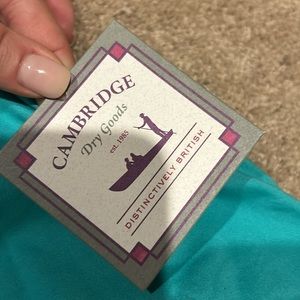 CAMBRIDGE
Dry Goods
est. 1985
DISTINCTIVELY BRITISH